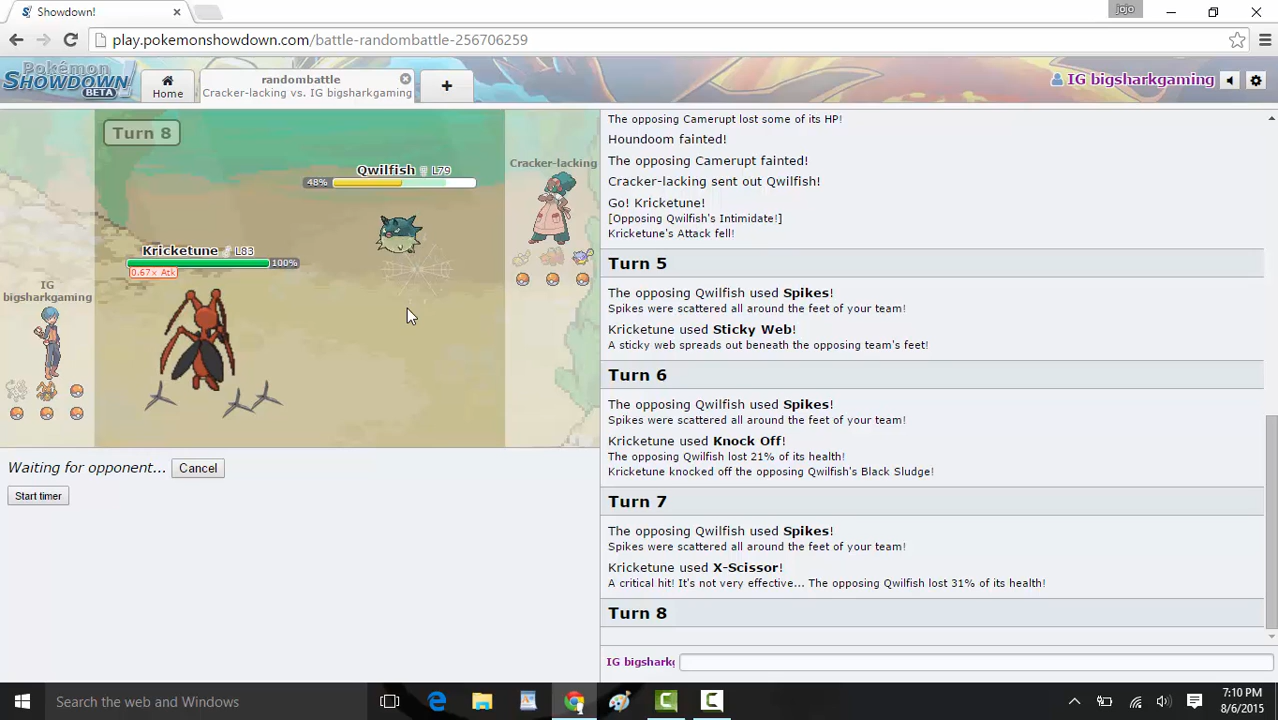 Showdown!
jojo
play.pokemonshowdown.com/battle-randombattle-256706259
Pokémon
SHOWDOWN
BETA
Home
randombattle
Cracker-lacking vs. IG bigsharkgaming
+
IG bigsharkgaming
Turn 8
Qwilfish L79
48%
Cracker-lacking
Kricketune L83
100%
0.67× Atk
IG
bigsharkgaming
Waiting for opponent... Cancel
Start timer
The opposing Camerupt lost some of its HP!
Houndoom fainted!
The opposing Camerupt fainted!
Cracker-lacking sent out Qwilfish!
Go! Kricketune!
[Opposing Qwilfish's Intimidate!]
Kricketune's Attack fell!
Turn 5
The opposing Qwilfish used Spikes!
Spikes were scattered all around the feet of your team!
Kricketune used Sticky Web!
A sticky web spreads out beneath the opposing team's feet!
Turn 6
The opposing Qwilfish used Spikes!
Spikes were scattered all around the feet of your team!
Kricketune used Knock Off!
The opposing Qwilfish lost 21% of its health!
Kricketune knocked off the opposing Qwilfish's Black Sludge!
Turn 7
The opposing Qwilfish used Spikes!
Spikes were scattered all around the feet of your team!
Kricketune used X-Scissor!
A critical hit! It's not very effective... The opposing Qwilfish lost 31% of its health!
Turn 8
IG bigshark
Search the web and Windows
7:10 PM
8/6/2015